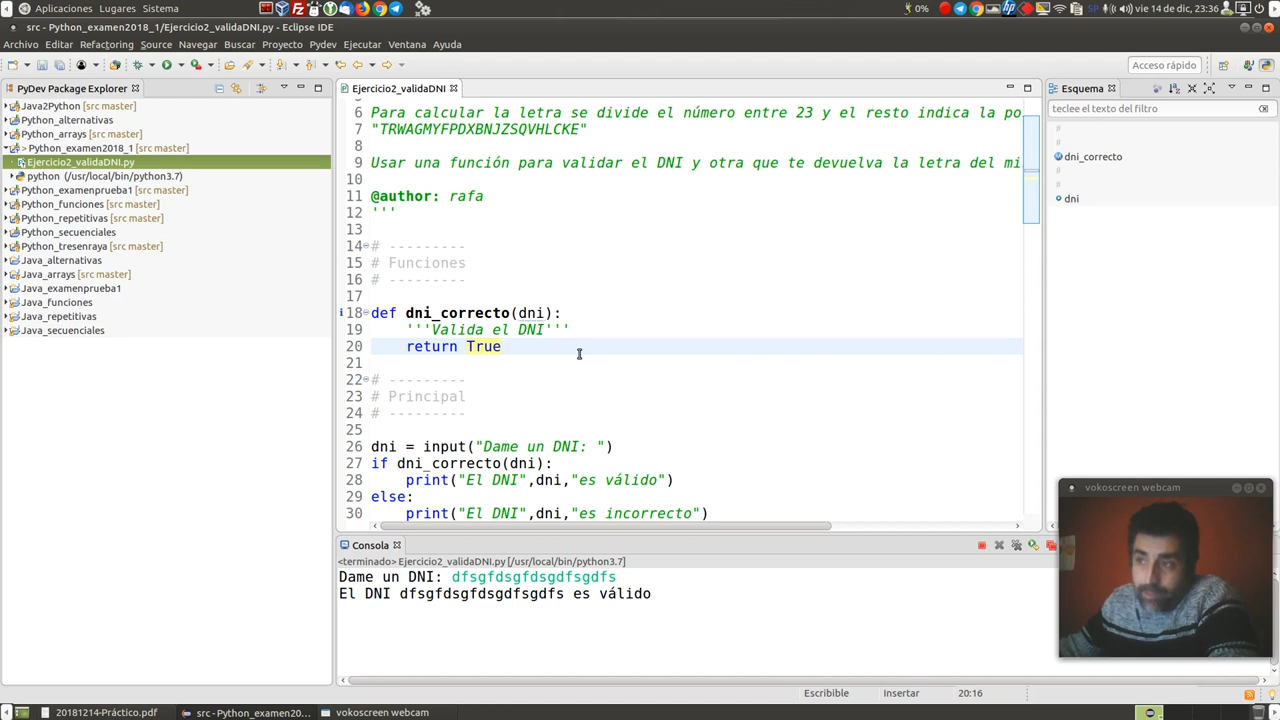 Aplicaciones Lugares Sistema
0% SP vie 14 de dic, 23:36
src - Python_examen2018_1/Ejercicio2_validaDNI.py - Eclipse IDE
Archivo Editar Refactoring Source Navegar Buscar Proyecto Pydev Ejecutar Ventana Ayuda
Acceso rápido
PyDev Package Explorer
Java2Python (src master)
Python_alternativas
Python_arrays (src master)
> Python_examen2018_1 (src master)
Ejercicio2_validaDNI.py
python (/usr/local/bin/python3.7)
Python_examenprueba1 (src master)
Python_funciones (src master)
Python_repetitivas (src master)
Python_secuenciales
Python_tresenraya (src master)
Java_alternativas
Java_arrays (src master)
Java_examenprueba1
Java_funciones
Java_repetitivas
Java_secuenciales
Ejercicio2_validaDNI
6 Para calcular la letra se divide el número entre 23 y el resto indica la po
7 "TRWAGMYFPDXBNJZSQVHLCKE"
8
9 Usar una función para validar el DNI y otra que te devuelva la letra del mi
10
11 @author: rafa
12 '''
13
14 # ---------
15 # Funciones
16 # ---------
17
18 def dni_correcto(dni):
19 '''Valida el DNI'''
20 return True
21
22 # ---------
23 # Principal
24 # ---------
25
26 dni = input("Dame un DNI: ")
27 if dni_correcto(dni):
28 print("El DNI",dni,"es válido")
29 else:
30 print("El DNI",dni,"es incorrecto")
Esquema
teclee el texto del filtro
#
#
dni_correcto
#
#
dni
Consola
<terminado> Ejercicio2_validaDNI.py [/usr/local/bin/python3.7]
Dame un DNI: dfsgfdsgfdsgdfsgdfs
El DNI dfsgfdsgfdsgdfsgdfs es válido
vokoscreen webcam
Escribible Insertar 20:16
20181214-Práctico.pdf src - Python_examen20... vokoscreen webcam